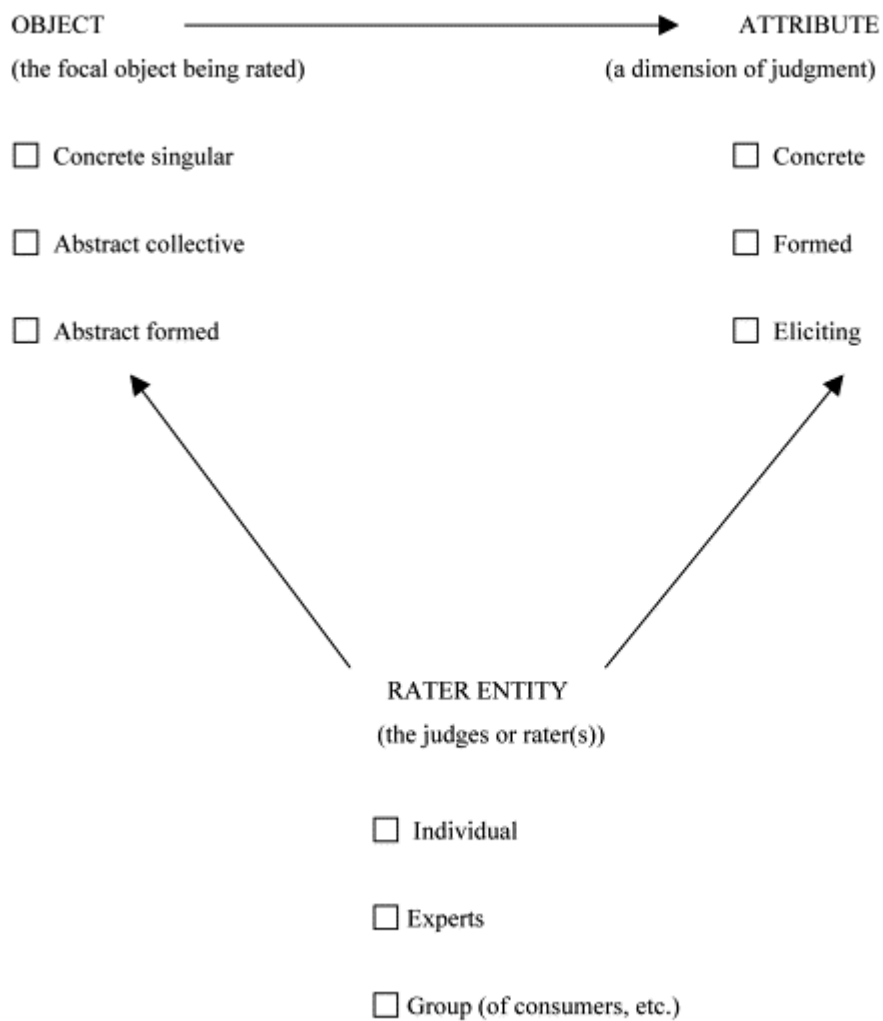 OBJECT
ATTRIBUTE
(the focal object being rated)
(a dimension of judgment)
Concrete singular
Concrete
Abstract collective
Formed
Abstract formed
Eliciting
RATER ENTITY
(the judges or rater(s))
Individual
Experts
Group (of consumers, etc.)